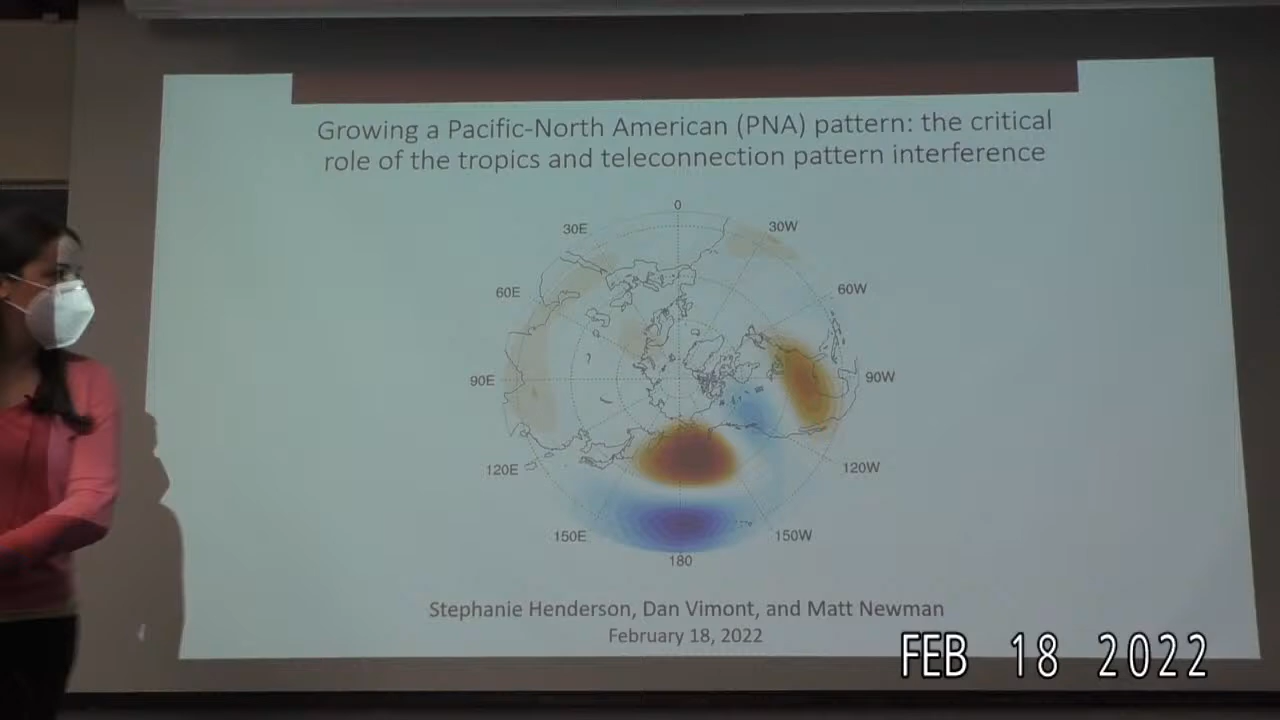 Growing a Pacific-North American (PNA) pattern: the critical
role of the tropics and teleconnection pattern interference
0
30E
30W
60E
60W
90E
90W
120E
120W
150E
150W
180
Stephanie Henderson, Dan Vimont, and Matt Newman
February 18, 2022
FEB 18 2022